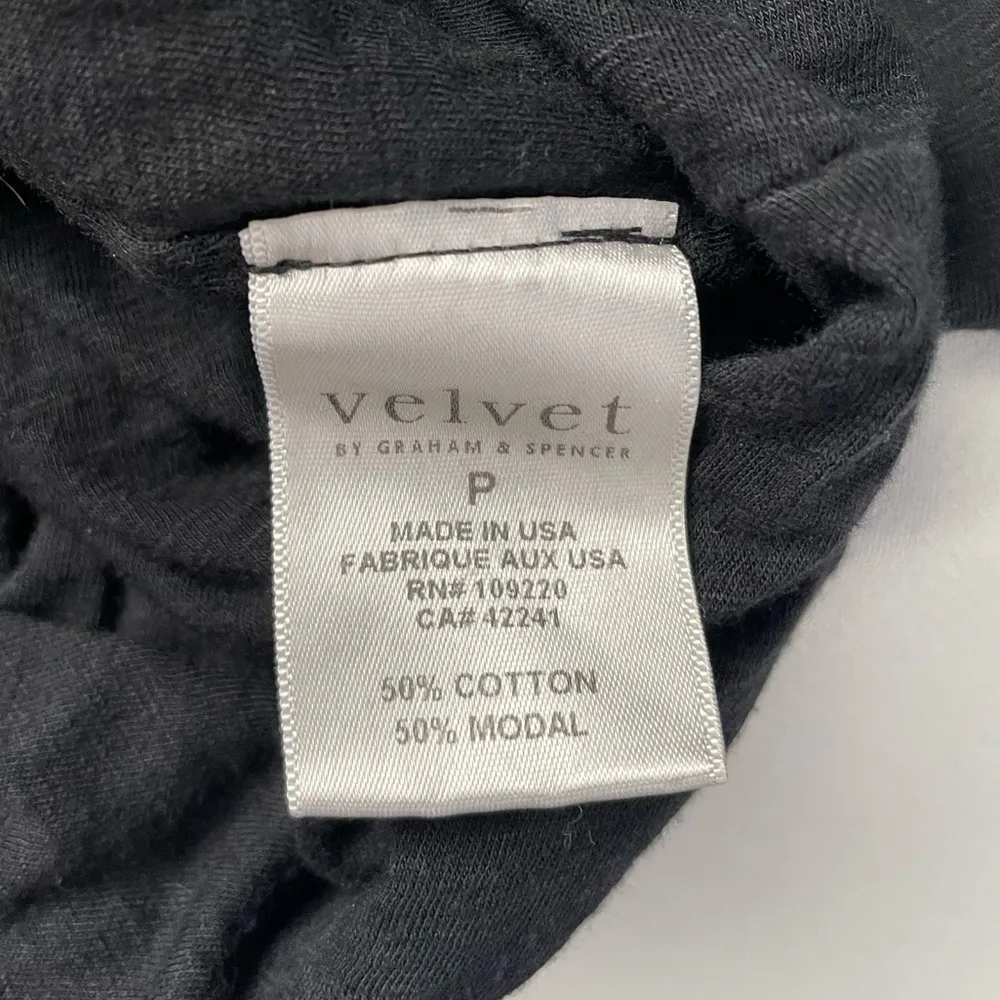 velvet
BY GRAHAM & SPENCER
P
MADE IN USA
FABRIQUE AUX USA
RN# 109220
CA# 42241
50% COTTON
50% MODAL